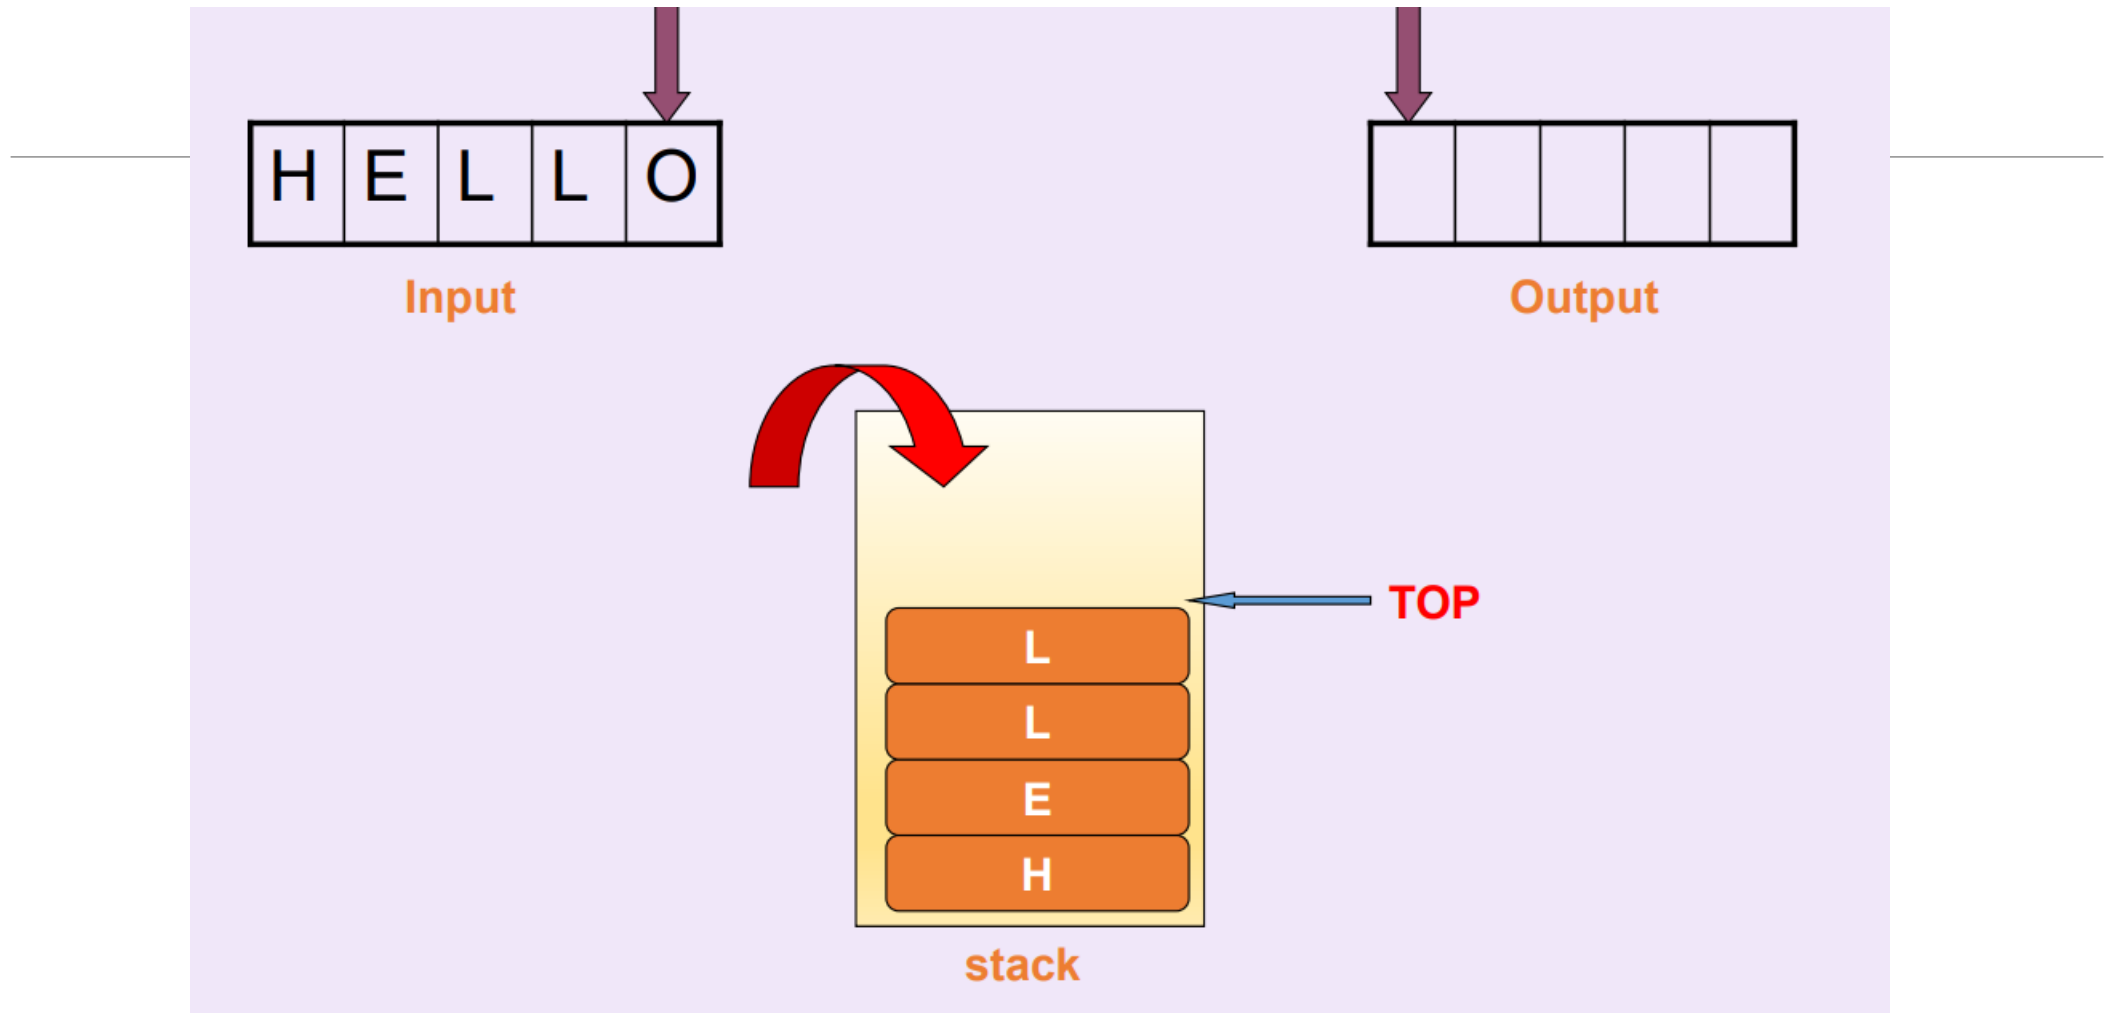 H E L L O
Input
Output
TOP
L
L
E
H
stack